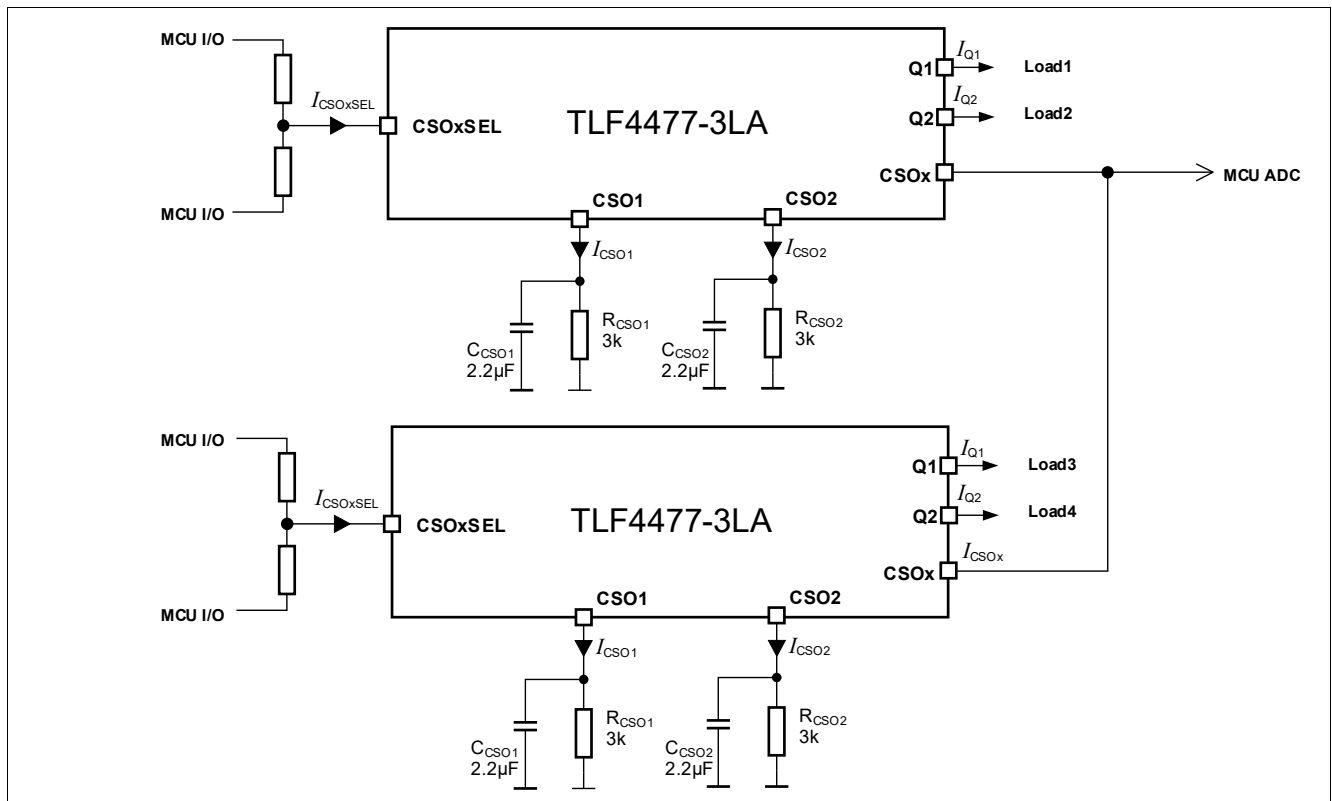 MCU I/O
I_Q1
Q1
Load1
I_CSOxSEL
I_Q2
CSOxSEL
TLF4477-3LA
Q2
Load2
CSOx
MCU ADC
MCU I/O
CSO1
CSO2
I_CSO1
I_CSO2
R_CSO1
3k
R_CSO2
3k
C_CSO1
2.2µF
C_CSO2
2.2µF
MCU I/O
I_Q1
Q1
Load3
I_CSOxSEL
I_Q2
CSOxSEL
TLF4477-3LA
Q2
Load4
I_CSOx
CSOx
MCU I/O
CSO1
CSO2
I_CSO1
I_CSO2
R_CSO1
3k
R_CSO2
3k
C_CSO1
2.2µF
C_CSO2
2.2µF